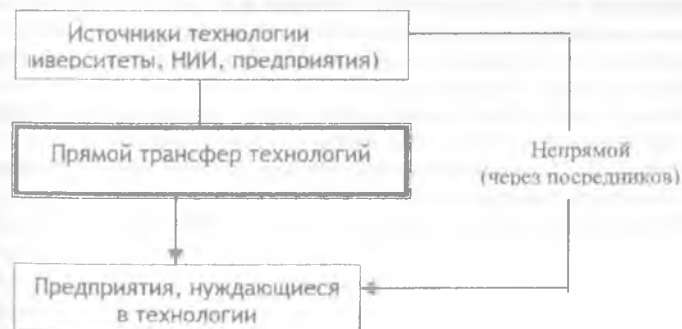 Источники технологии
иверситеты, НИИ, предприятия)
Прямой трансфер технологий
Непрямой
(через посредников)
Предприятия, нуждающиеся
в технологии